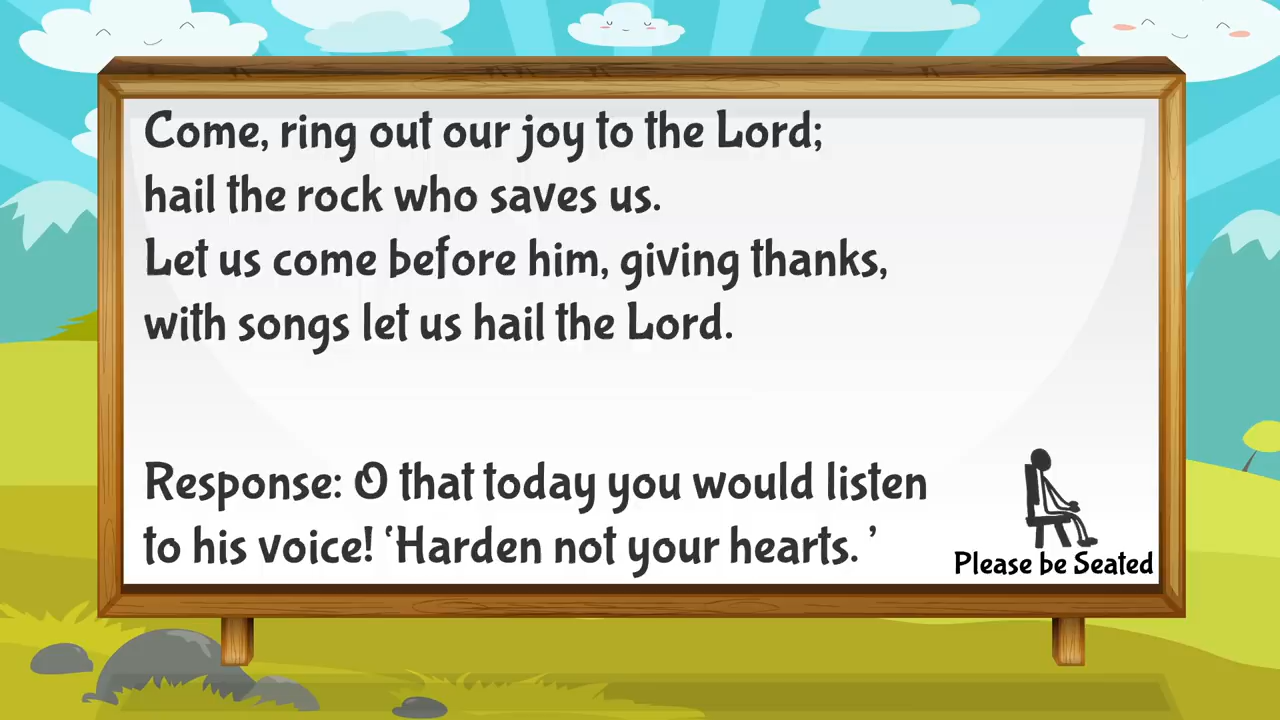 Come, ring out our joy to the Lord;
hail the rock who saves us.
Let us come before him, giving thanks,
with songs let us hail the Lord.
Response: O that today you would listen
to his voice! ‘Harden not your hearts. ’
Please be Seated